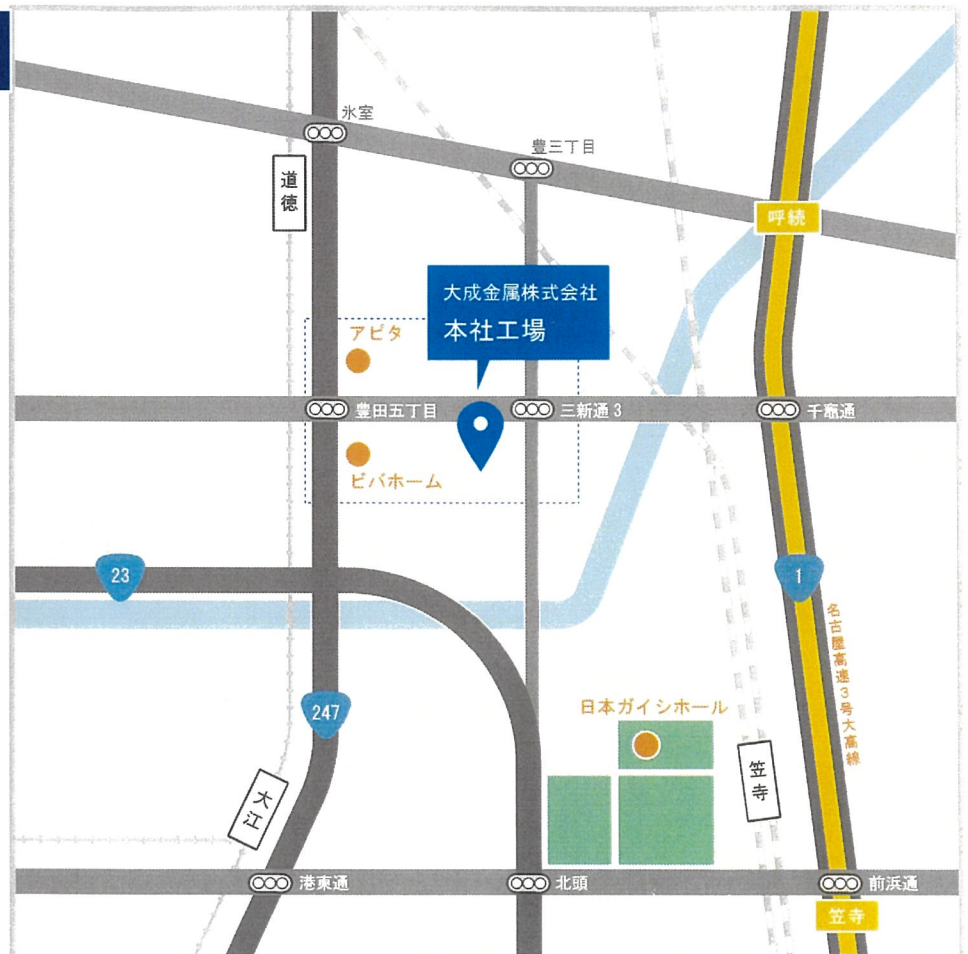 氷室
豊三丁目
道徳
呼続
大成金属株式会社
本社工場
アピタ
豊田五丁目
三新通3
千竈通
ビバホーム
23
1
名古屋高速3号大高線
247
日本ガイシホール
笠寺
大江
港東通
北頭
前浜通
笠寺